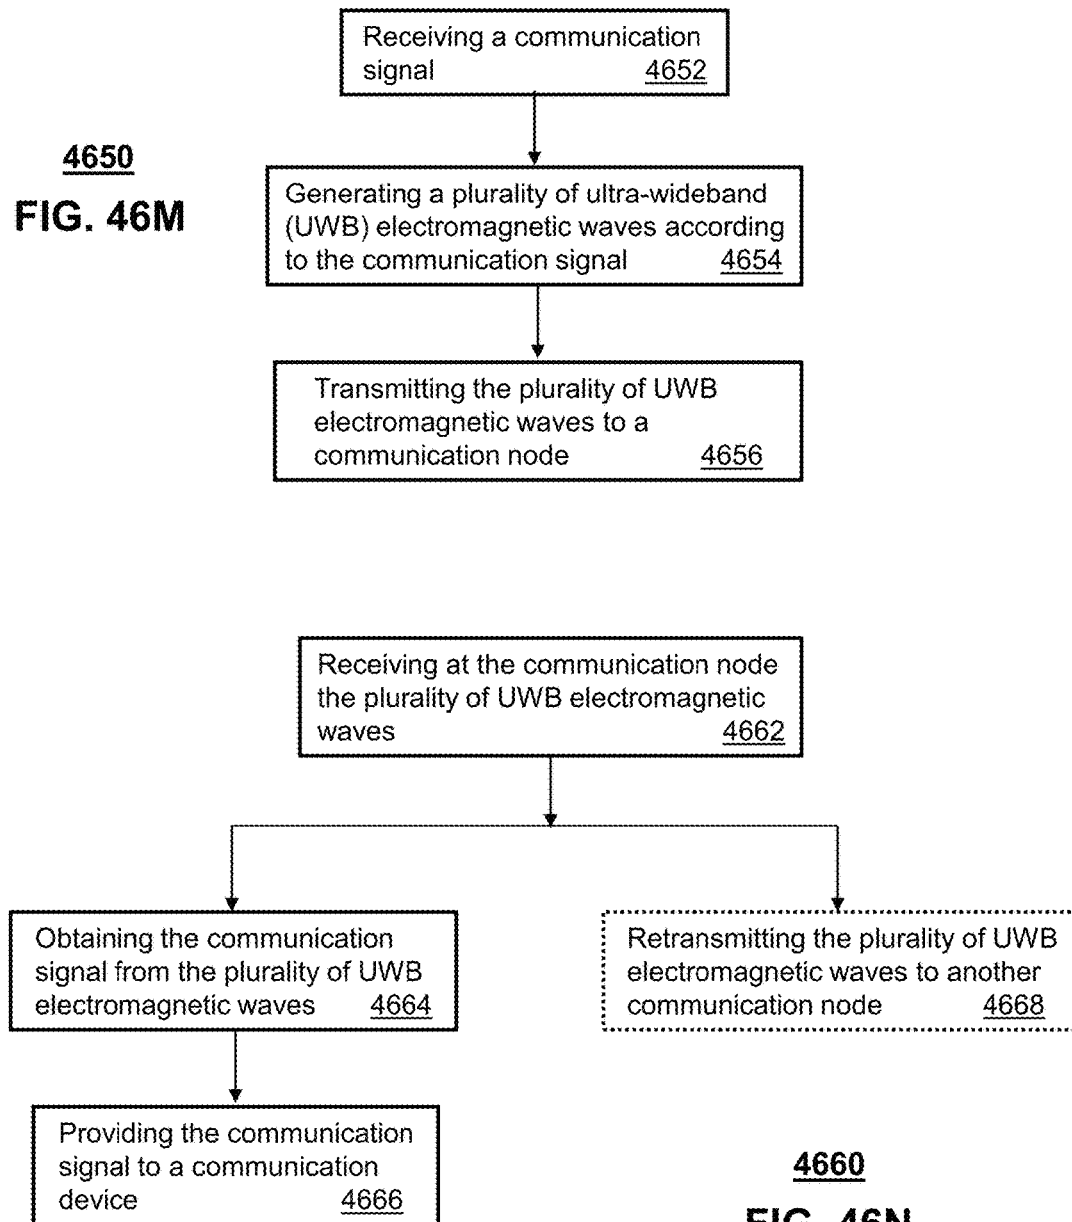 Receiving a communication
signal 4652
4650
FIG. 46M
Generating a plurality of ultra-wideband
(UWB) electromagnetic waves according
to the communication signal 4654
Transmitting the plurality of UWB
electromagnetic waves to a
communication node 4656
Receiving at the communication node
the plurality of UWB electromagnetic
waves 4662
Obtaining the communication
signal from the plurality of UWB
electromagnetic waves 4664
Retransmitting the plurality of UWB
electromagnetic waves to another
communication node 4668
Providing the communication
signal to a communication
device 4666
4660
FIG. 46N